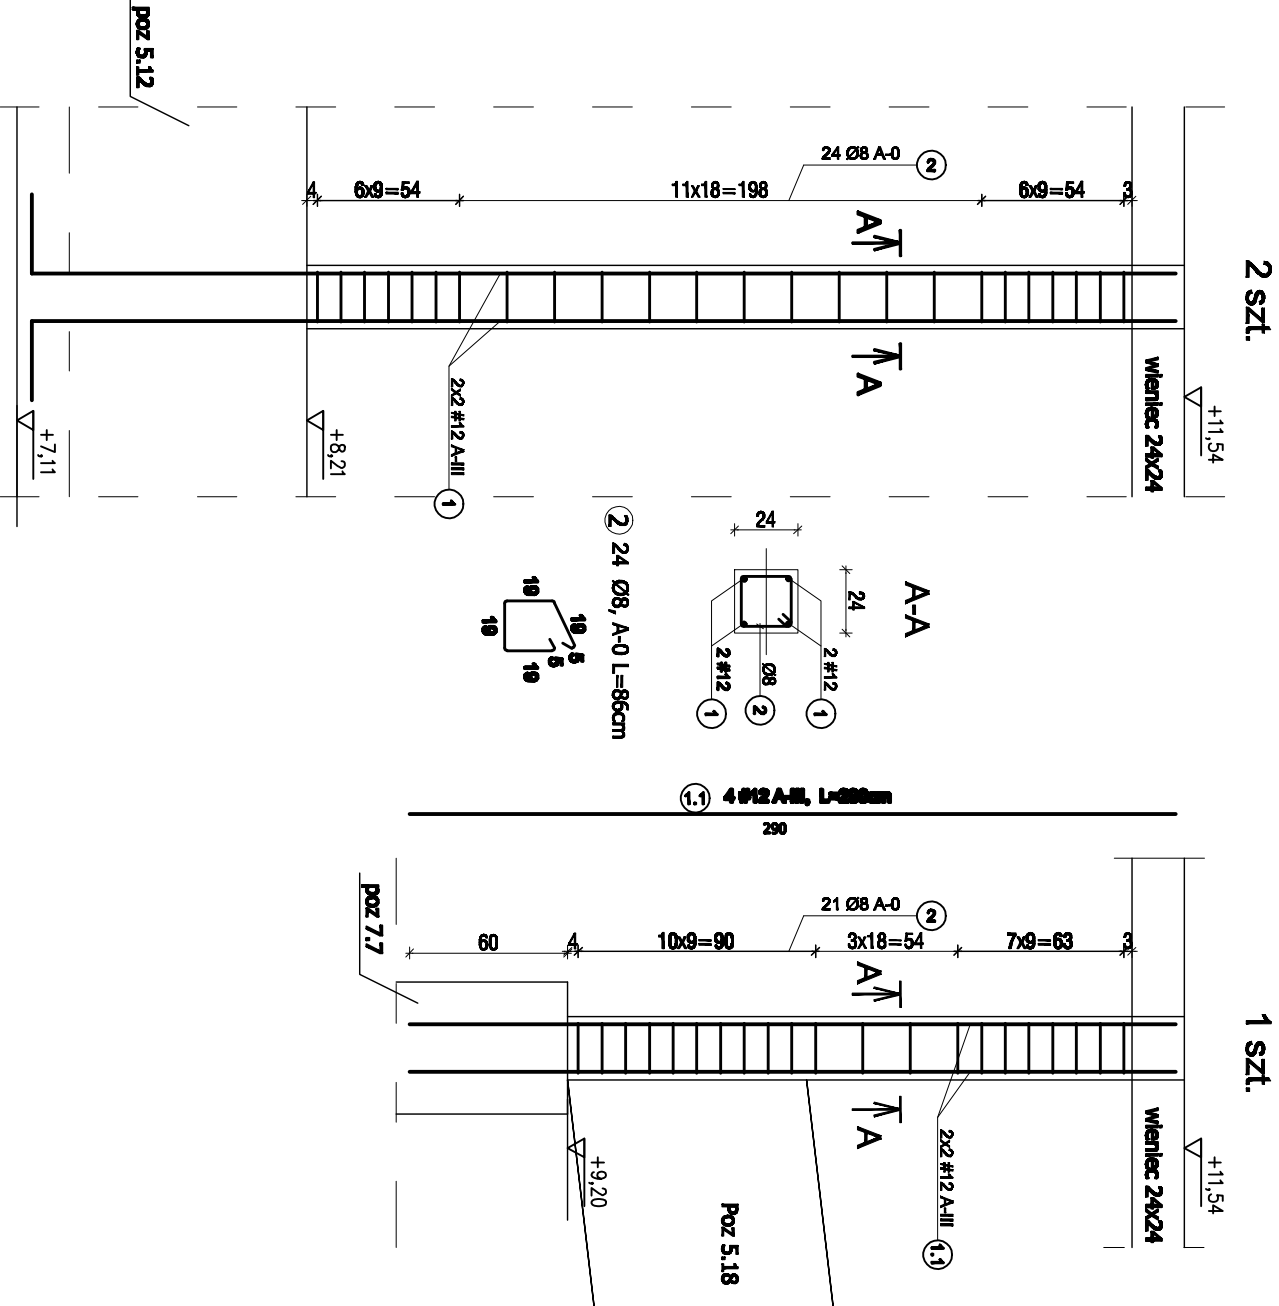 2 szt.
poz 5.12
24 Ø8 A-0
2
4
6x9=54
11x18=198
6x9=54
3
A
A
2x2 #12 A-III
1
wieniec 24x24
+11,54
+8,21
+7,11
A-A
24
24
2 #12
1
Ø8
2
2 #12
1
2 24 Ø8, A-0 L=86cm
19
19
19
19
5
5
1.1 4 #12 A-III,
290
1 szt.
21 Ø8 A-0
2
60
4
10x9=90
3x18=54
7x9=63
3
poz 7.7
A
A
2x2 #12 A-III
1.1
wieniec 24x24
+11,54
+9,20
Poz 5.18